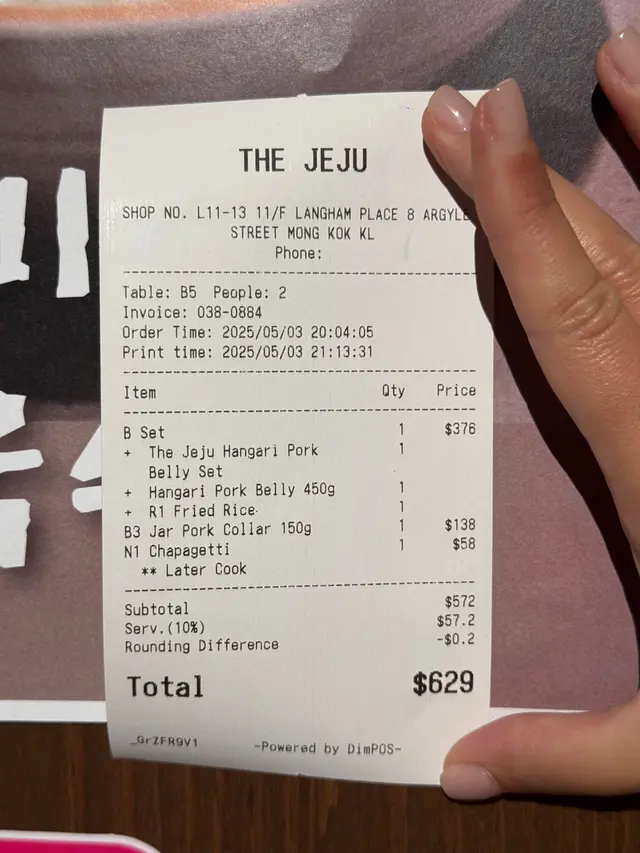 THE JEJU
SHOP NO. L11-13 11/F LANGHAM PLACE 8 ARGYLE
STREET MONG KOK KL
Phone:
Table: B5 People: 2
Invoice: 038-0884
Order Time: 2025/05/03 20:04:05
Print time: 2025/05/03 21:13:31
Item Qty Price
B Set 1 $376
+ The Jeju Hangari Pork 1
Belly Set
+ Hangari Pork Belly 450g 1
+ R1 Fried Rice 1
B3 Jar Pork Collar 150g 1 $138
N1 Chapagetti 1 $58
** Later Cook
Subtotal $572
Serv.(10%) $57.2
Rounding Difference -$0.2
Total $629
_GrZFR9V1 -Powered by DimPOS-